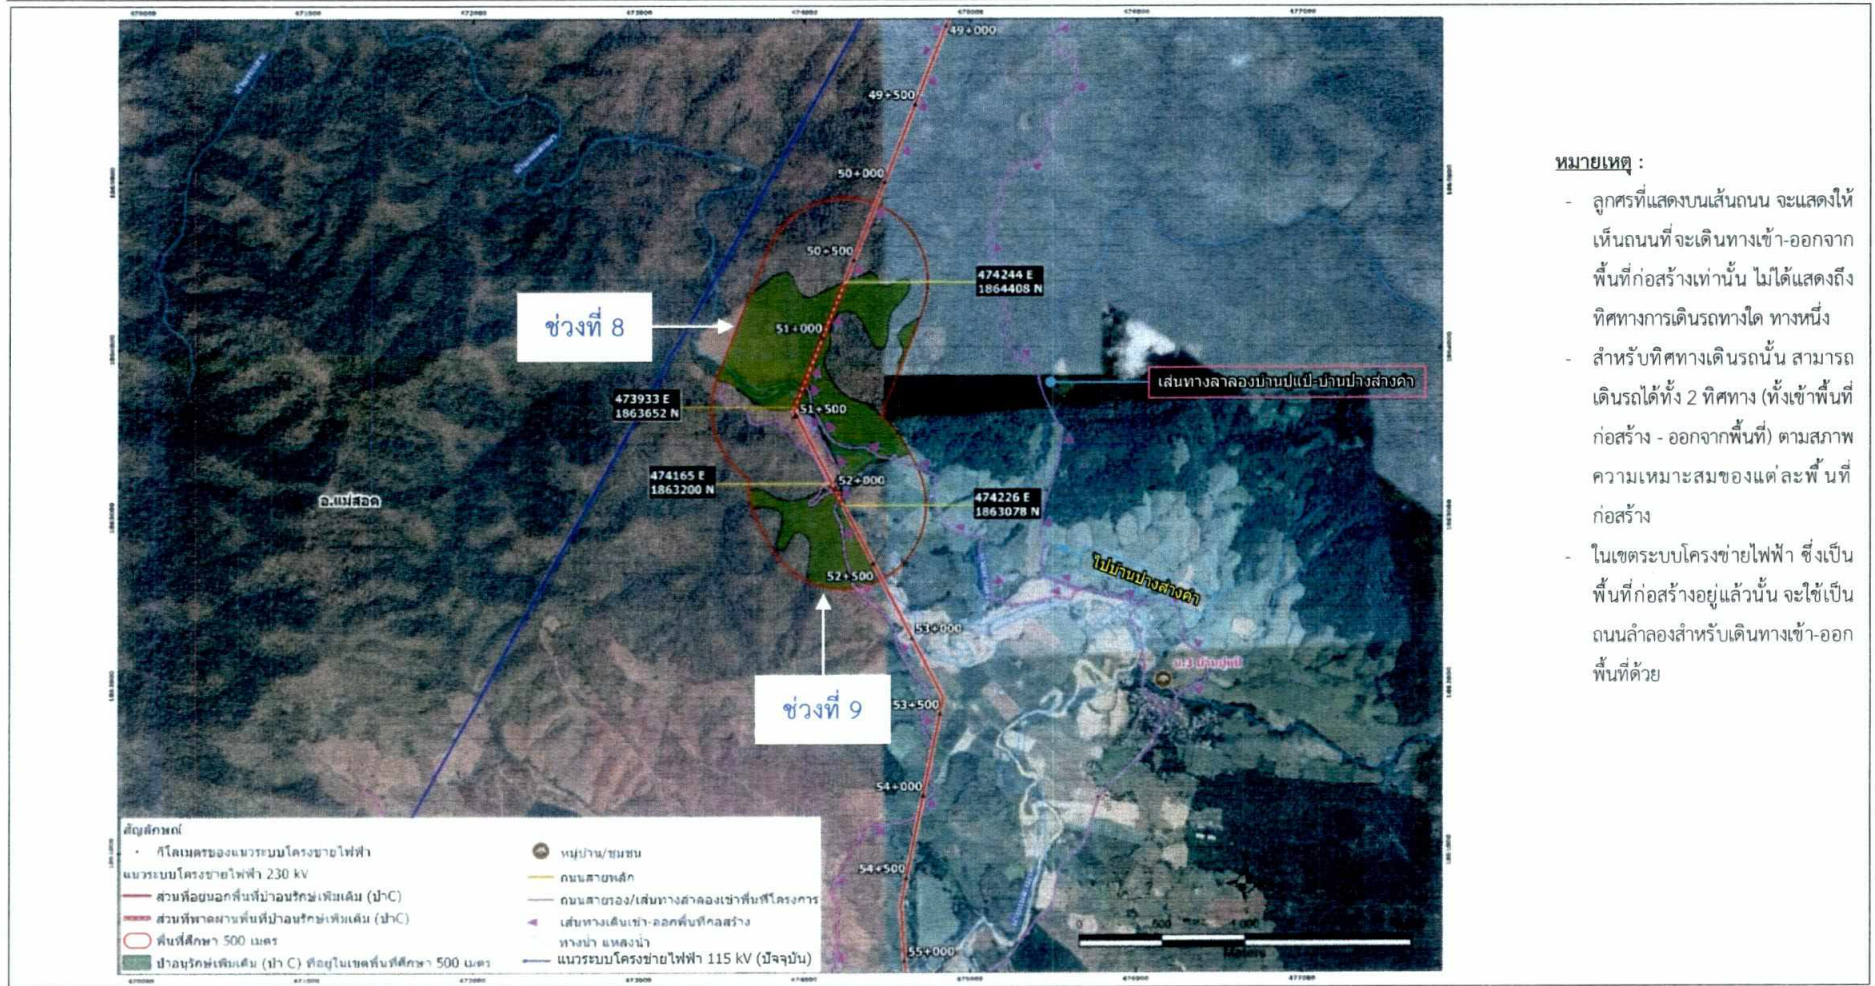 49+000
49+500
50+000
50+500
474244 E
1864408 N
ช่วงที่ 8
51+000
เส้นทางลาลองบ้านปูแป้-บ้านปางส่างคำ
473933 E
1863652 N
51+500
474165 E
1863200 N
52+000
อ.แม่สอด
474226 E
1863078 N
52+500
ไปบ้านปางส่างคำ
53+000
ม.3 บ้านปูแป้
ช่วงที่ 9
53+500
54+000
54+500
55+000
หมายเหตุ :
- ลูกศรที่แสดงบนเส้นถนน จะแสดงให้
เห็นถนนที่จะเดินทางเข้า-ออกจาก
พื้นที่ก่อสร้างเท่านั้น ไม่ได้แสดงถึง
ทิศทางการเดินรถทางใด ทางหนึ่ง
- สำหรับทิศทางเดินรถนั้น สามารถ
เดินรถได้ทั้ง 2 ทิศทาง (ทั้งเข้าพื้นที่
ก่อสร้าง - ออกจากพื้นที่) ตามสภาพ
ความเหมาะสมของแต่ละพื้นที่
ก่อสร้าง
- ในเขตระบบโครงข่ายไฟฟ้า ซึ่งเป็น
พื้นที่ก่อสร้างอยู่แล้วนั้น จะใช้เป็น
ถนนลำลองสำหรับเดินทางเข้า-ออก
พื้นที่ด้วย
สัญลักษณ์
กิโลเมตรของแนวระบบโครงข่ายไฟฟ้า
แนวระบบโครงข่ายไฟฟ้า 230 kV
ส่วนที่อยู่นอกพื้นที่ป่าอนุรักษ์เพิ่มเติม (ป่าC)
ส่วนที่พาดผ่านพื้นที่ป่าอนุรักษ์เพิ่มเติม (ป่าC)
พื้นที่ศึกษา 500 เมตร
ป่าอนุรักษ์เพิ่มเติม (ป่า C) ที่อยู่ในเขตพื้นที่ศึกษา 500 เมตร
หมู่บ้าน/ชุมชน
ถนนสายหลัก
ถนนสายรอง/เส้นทางลำลองเข้าพื้นที่โครงการ
เส้นทางเดินเข้า-ออกพื้นที่ก่อสร้าง
ทางน้ำ แหล่งน้ำ
แนวระบบโครงข่ายไฟฟ้า 115 kV (ปัจจุบัน)
0 500